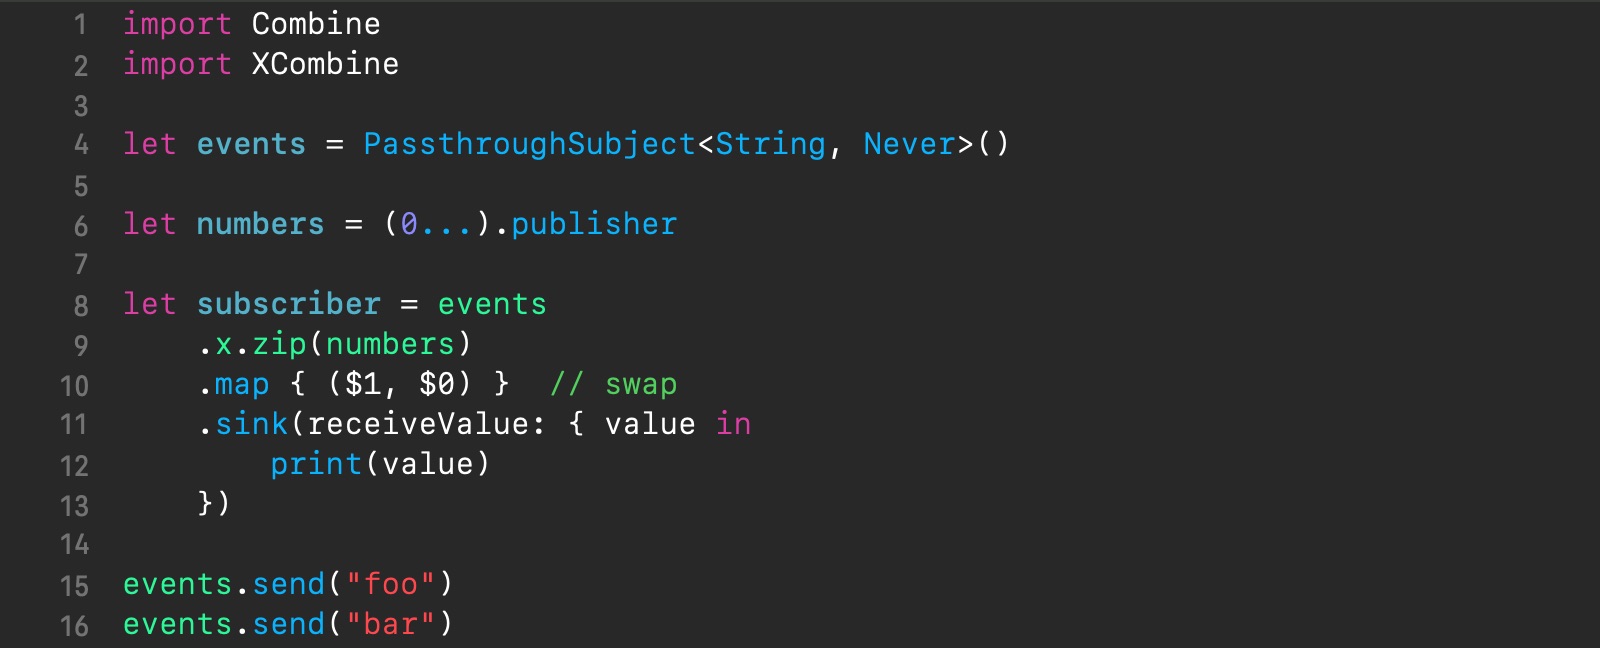 1 import Combine
2 import XCombine
3
4 let events = PassthroughSubject<String, Never>()
5
6 let numbers = (0...).publisher
7
8 let subscriber = events
9     .x.zip(numbers)
10     .map { ($1, $0) }  // swap
11     .sink(receiveValue: { value in
12         print(value)
13     })
14
15 events.send("foo")
16 events.send("bar")